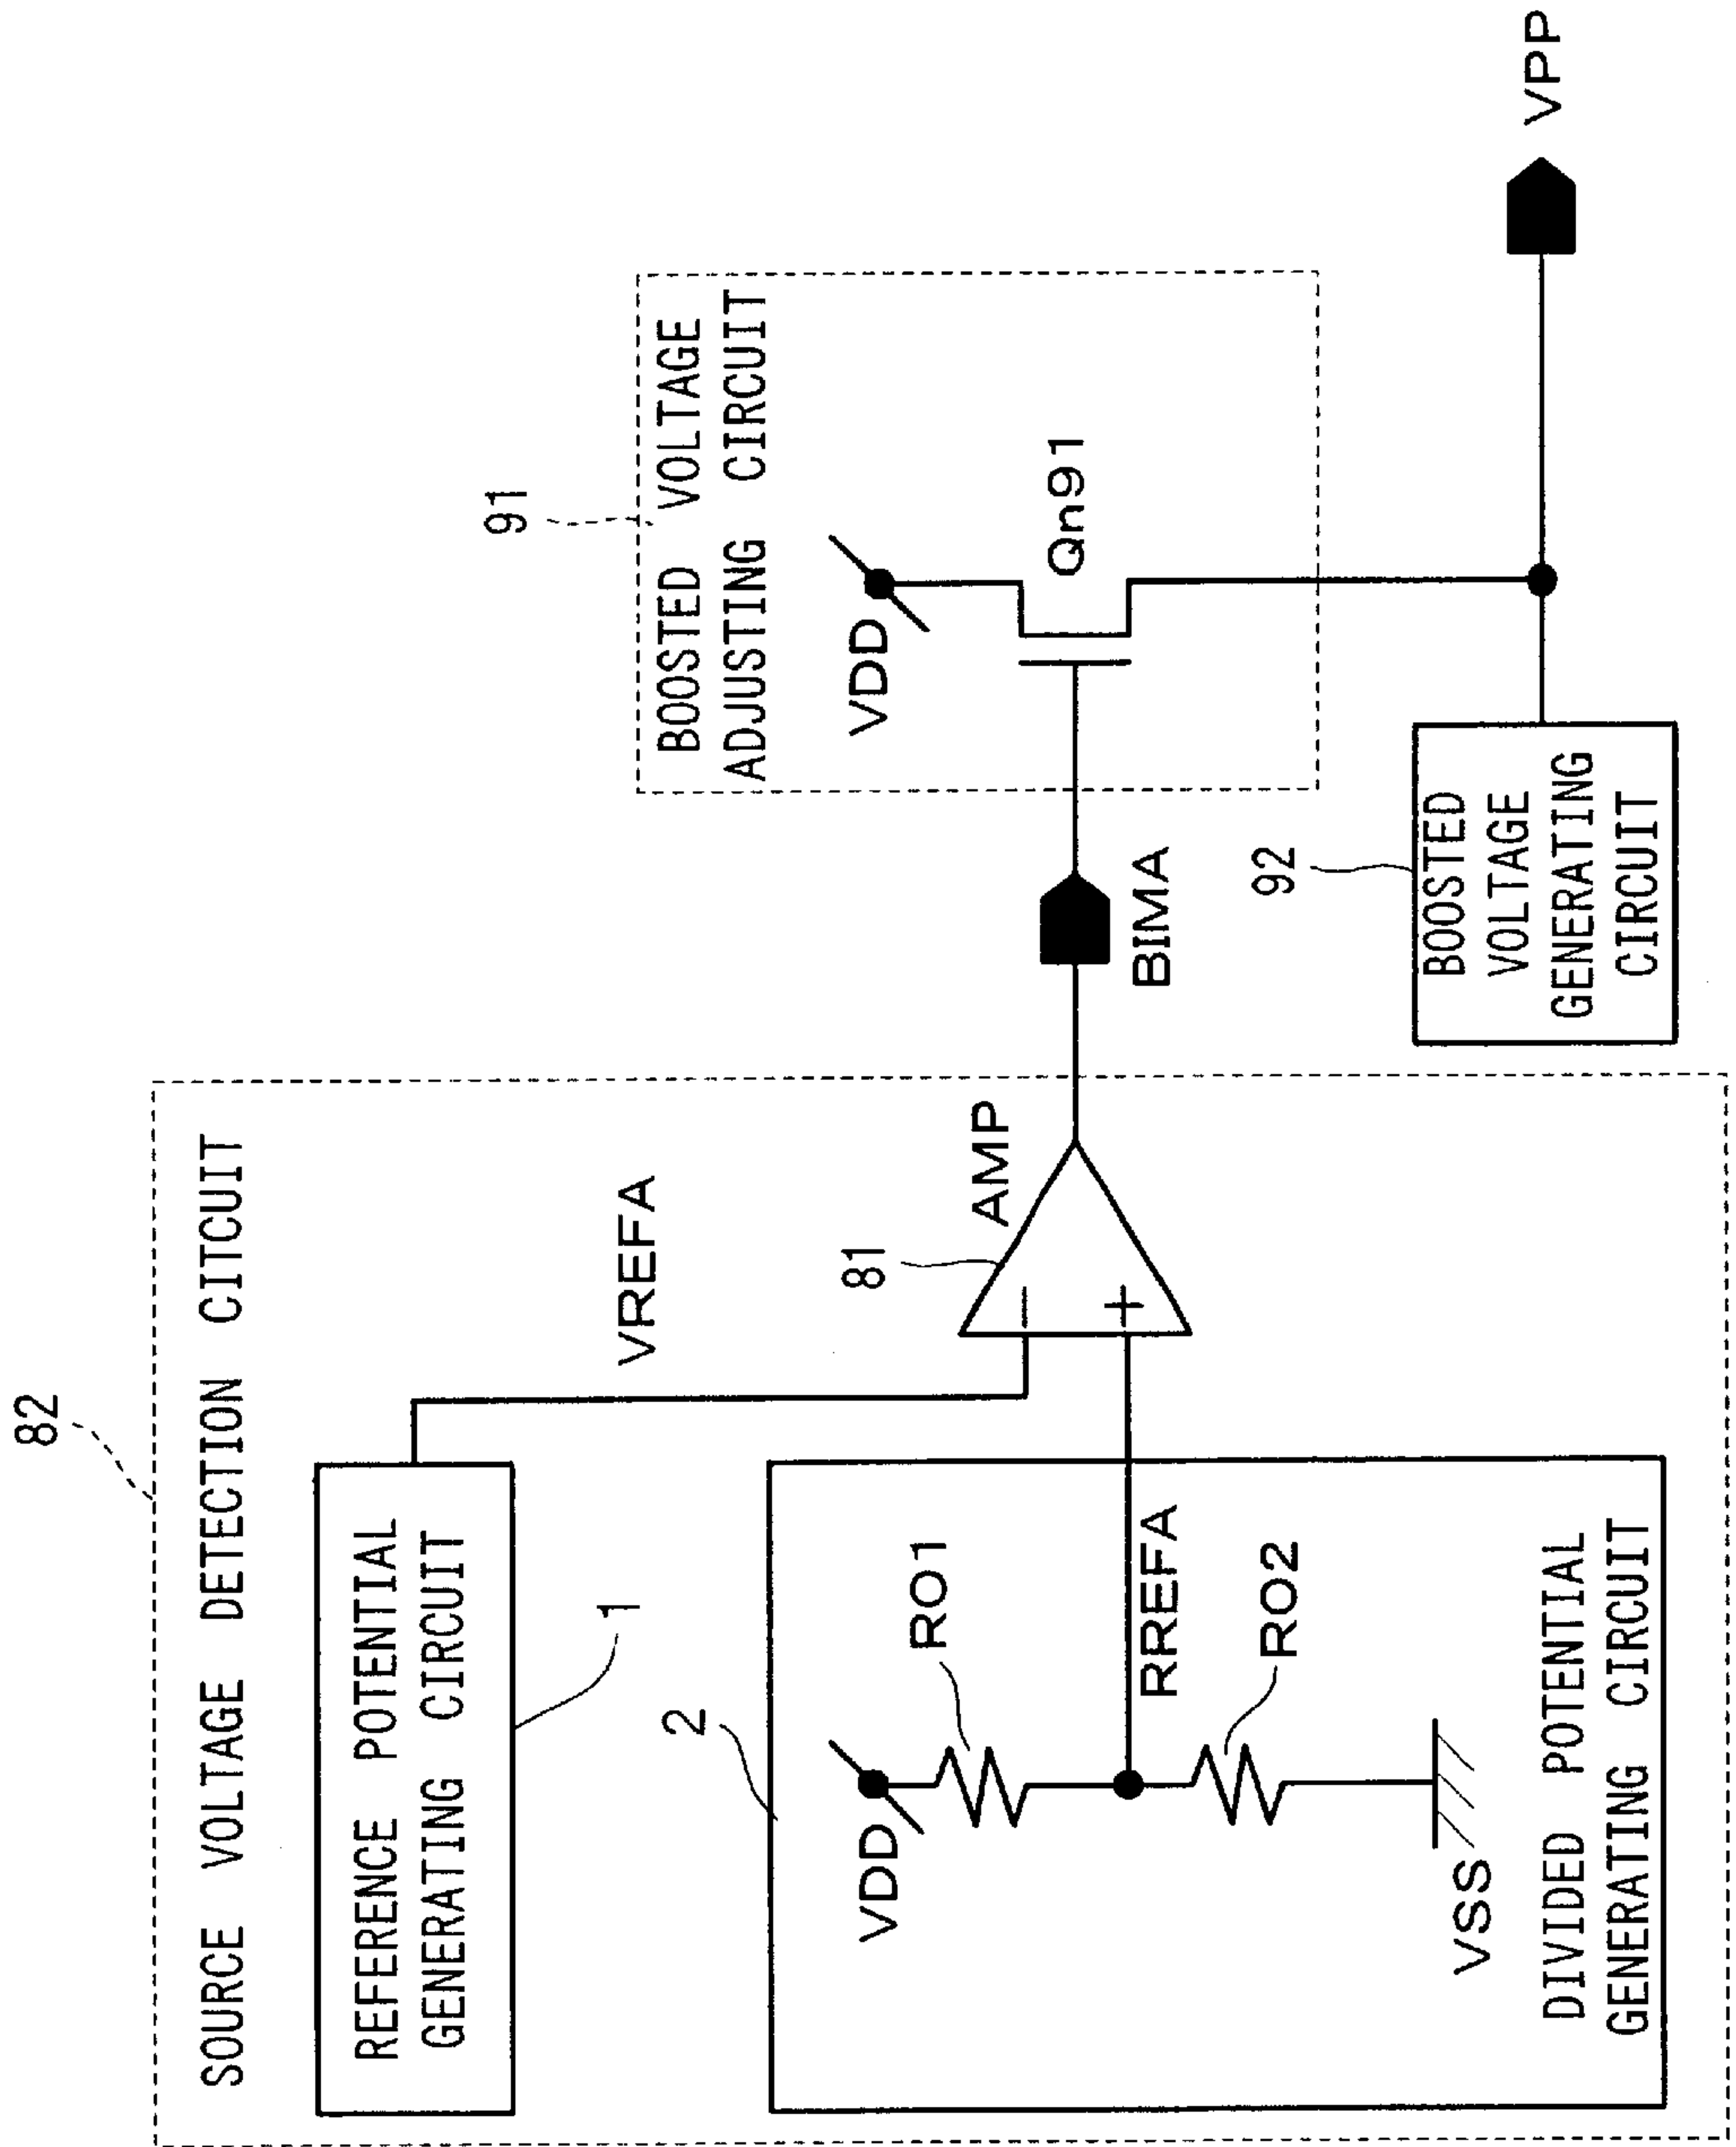 82
SOURCE VOLTAGE DETECTION CITCUIT
REFERENCE POTENTIAL
GENERATING CIRCUIT
1
VREFA
2
VDD
RO1
RREFA
RO2
VSS
DIVIDED POTENTIAL
GENERATING CIRCUIT
81
AMP
−
+
BIMA
91
BOOSTED VOLTAGE
ADJUSTING CIRCUIT
VDD
Qn91
92
BOOSTED
VOLTAGE
GENERATING
CIRCUIT
VPP